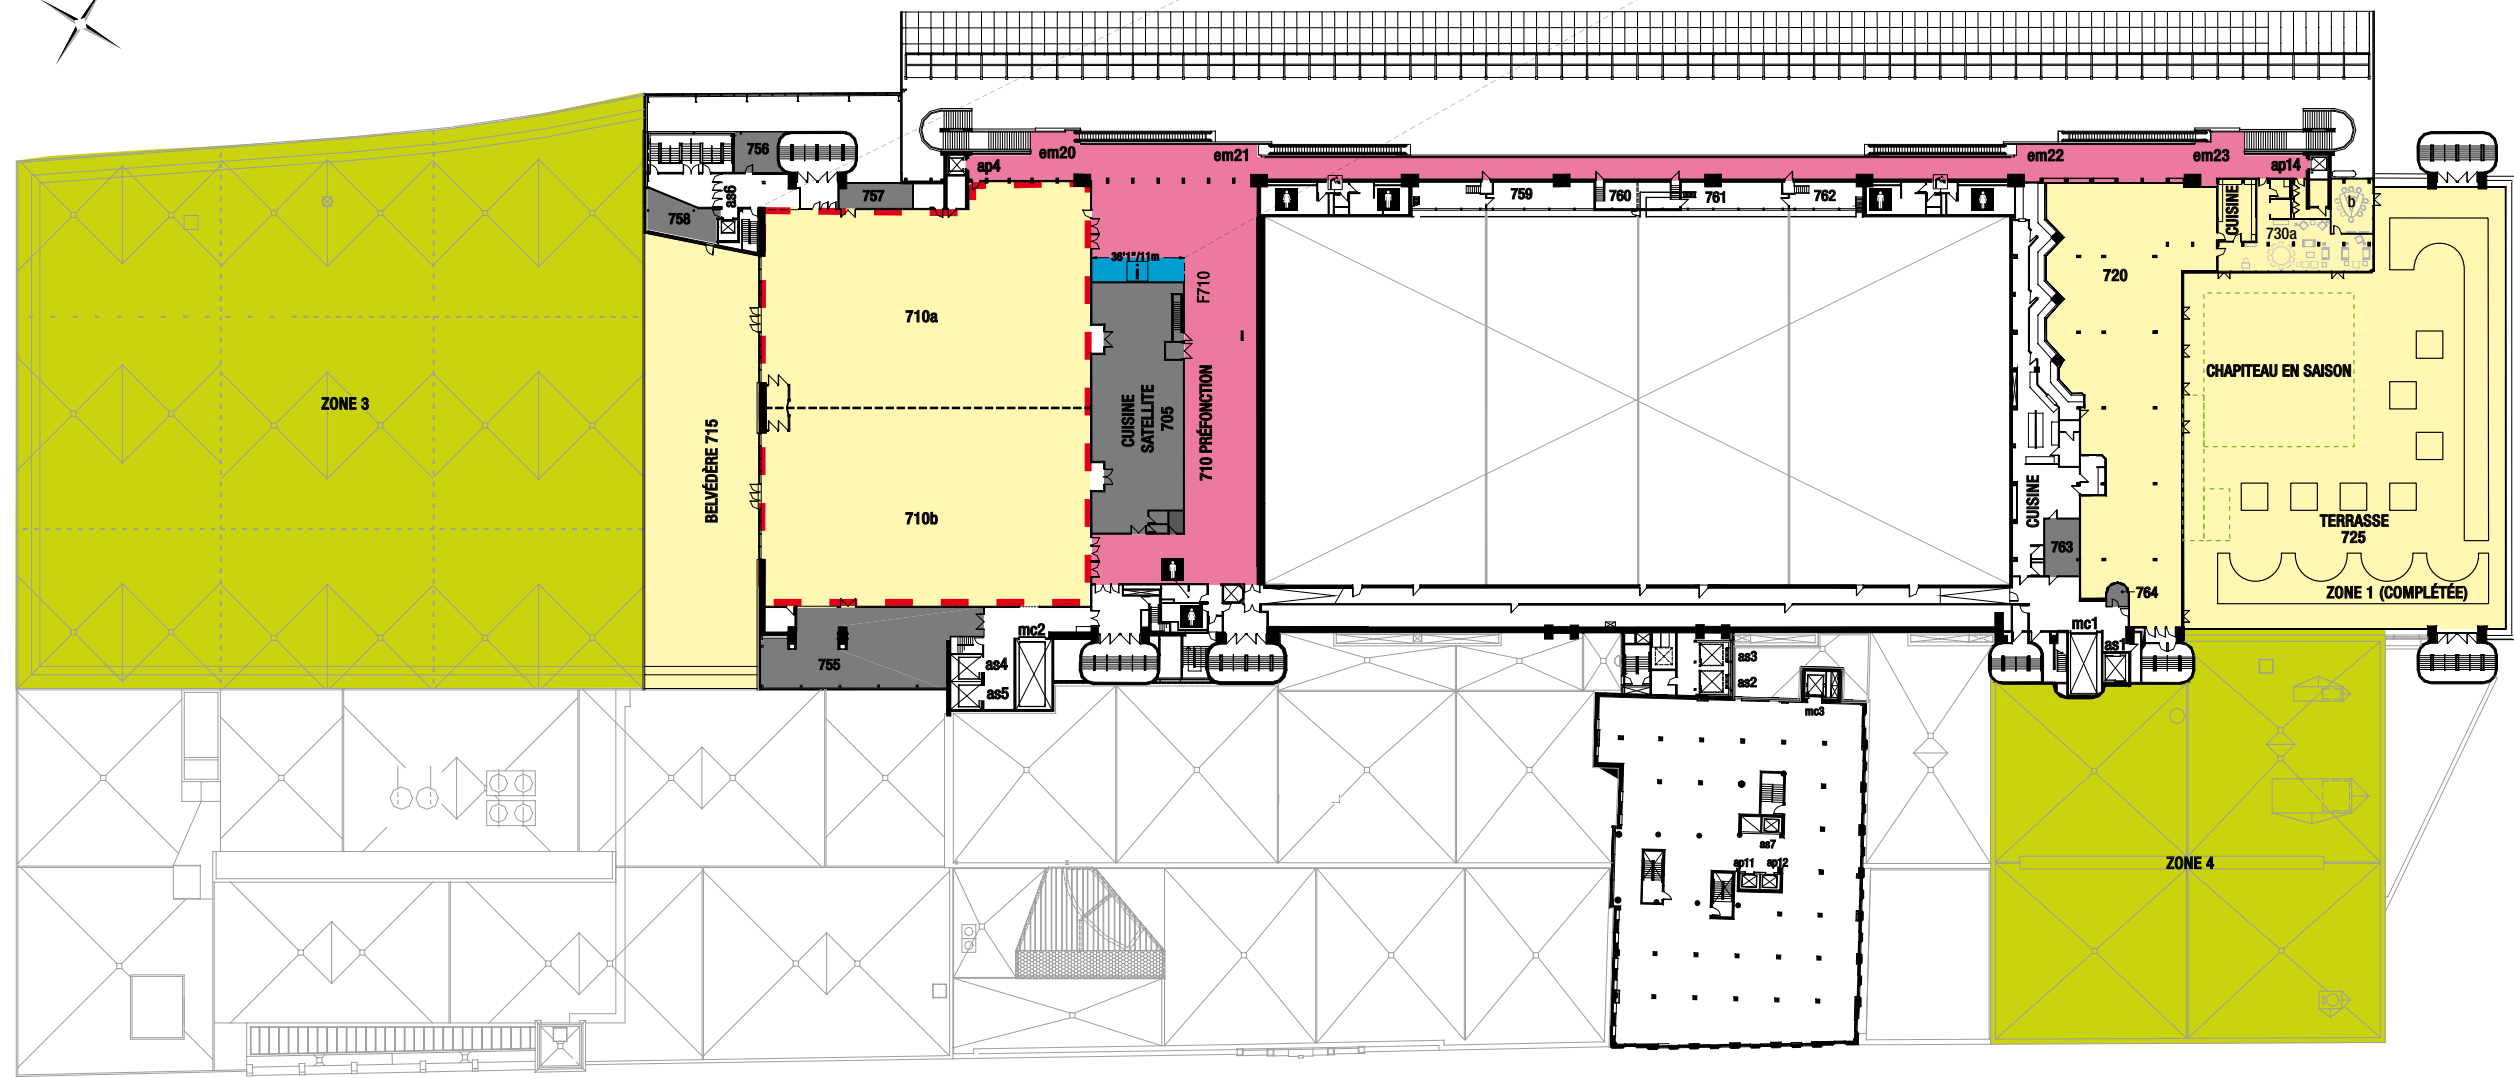 756
em20
em21
em22
em23
ap4
ap14
757
as6
758
759
760
761
762
CUISINE
b
730a
36'1"/11m
i
F710
720
710a
CHAPITEAU EN SAISON
ZONE 3
CUISINE
SATELLITE
705
710 PRÉFONCTION
BELVÉDÈRE 715
710b
CUISINE
TERRASSE
725
763
764
ZONE 1 (COMPLÉTÉE)
mc2
mc1
as1
755
as4
as5
as3
as2
mc3
as7
ap11
ap12
ZONE 4